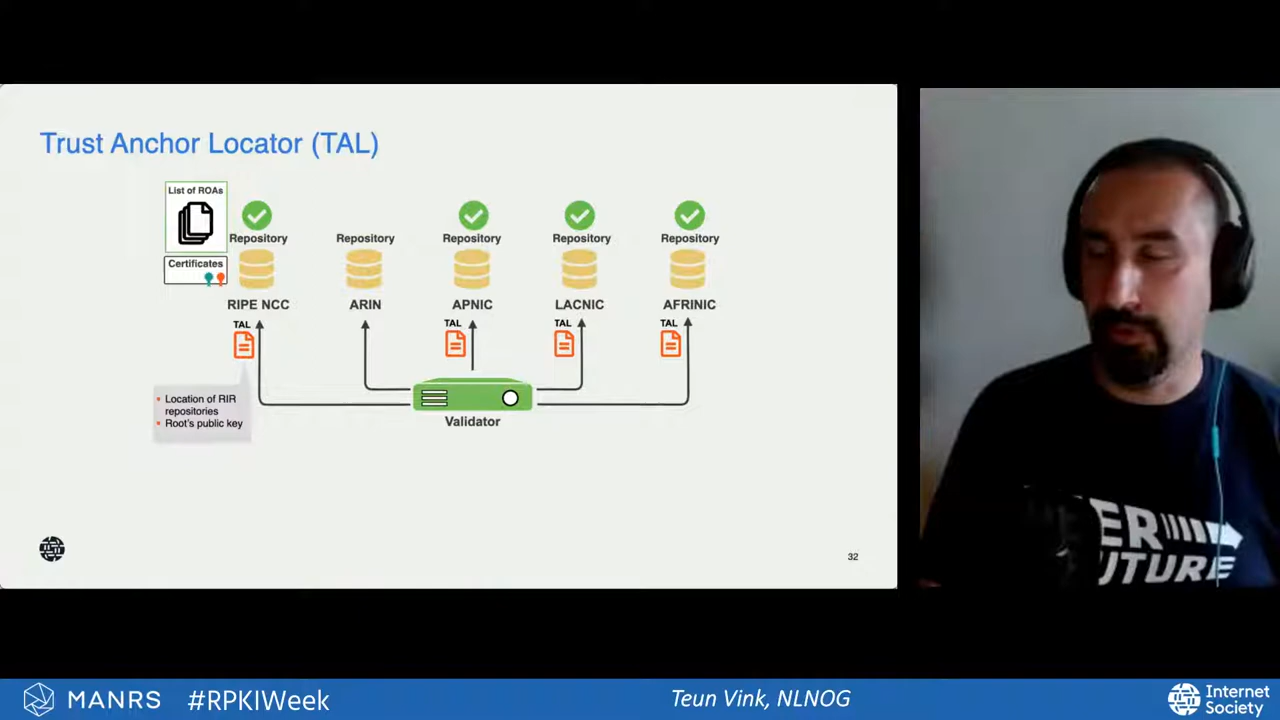 Trust Anchor Locator (TAL)
List of ROAs
Certificates
Repository
Repository
Repository
Repository
Repository
RIPE NCC
ARIN
APNIC
LACNIC
AFRINIC
TAL
TAL
TAL
TAL
Location of RIR
repositories
Root's public key
Validator
32
ER
UTURE
MANRS
#RPKIWeek
Teun Vink, NLNOG
Internet
Society